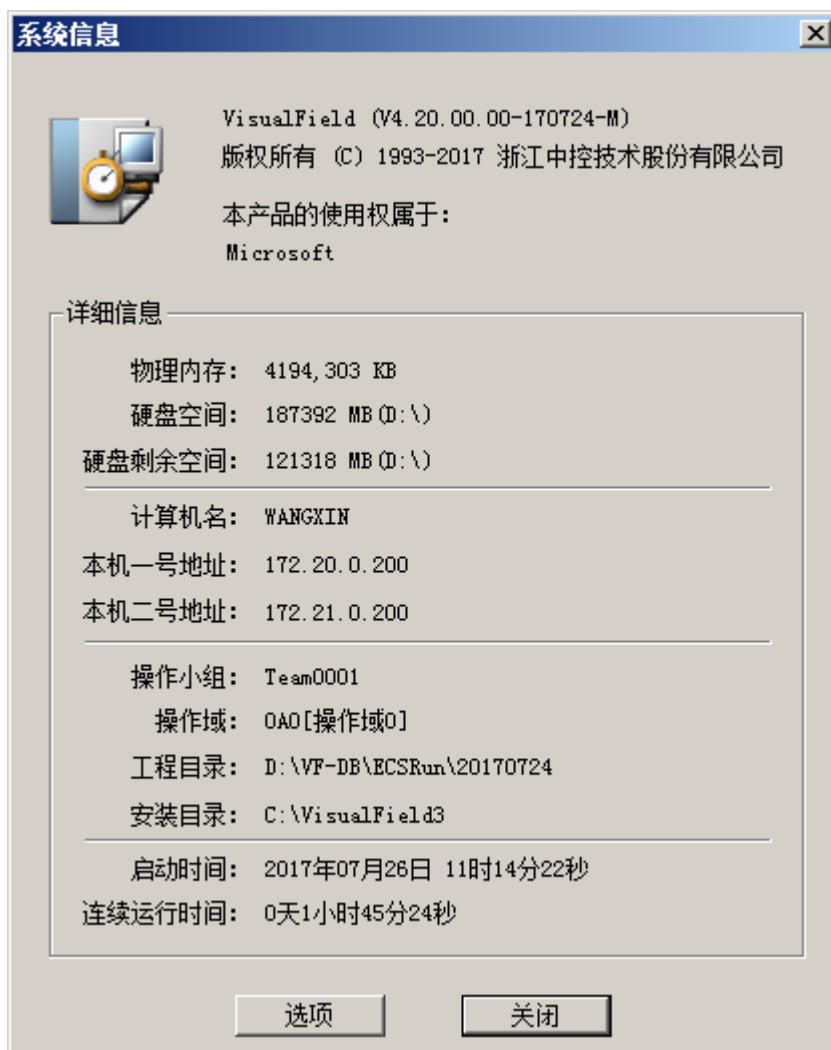 系统信息
VisualField (V4.20.00.00-170724-M)
版权所有 (C) 1993-2017 浙江中控技术股份有限公司
本产品的使用权属于：
Microsoft
详细信息
物理内存： 4194,303 KB
硬盘空间： 187392 MB(D:\)
硬盘剩余空间： 121318 MB(D:\)
计算机名： WANGXIN
本机一号地址： 172.20.0.200
本机二号地址： 172.21.0.200
操作小组： Team0001
操作域： OAO[操作域0]
工程目录： D:\VF-DB\ECSRun\20170724
安装目录： C:\VisualField3
启动时间： 2017年07月26日 11时14分22秒
连续运行时间： 0天1小时45分24秒
选项 关闭